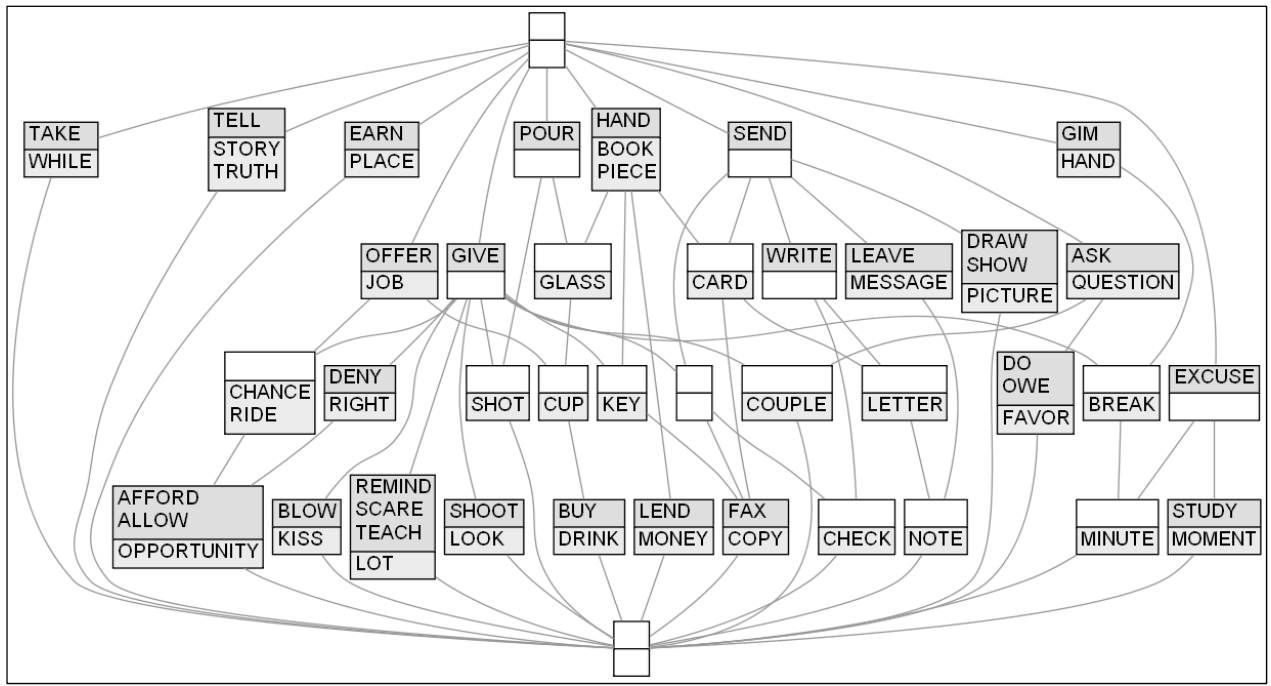 TAKE
WHILE
TELL
STORY
TRUTH
EARN
PLACE
POUR
HAND
BOOK
PIECE
SEND
GIM
HAND
OFFER
JOB
GIVE
GLASS
CARD
WRITE
LEAVE
MESSAGE
DRAW
SHOW
PICTURE
ASK
QUESTION
CHANCE
RIDE
DENY
RIGHT
SHOT
CUP
KEY
COUPLE
LETTER
DO
OWE
FAVOR
BREAK
EXCUSE
AFFORD
ALLOW
OPPORTUNITY
BLOW
KISS
REMIND
SCARE
TEACH
LOT
SHOOT
LOOK
BUY
DRINK
LEND
MONEY
FAX
COPY
CHECK
NOTE
MINUTE
STUDY
MOMENT